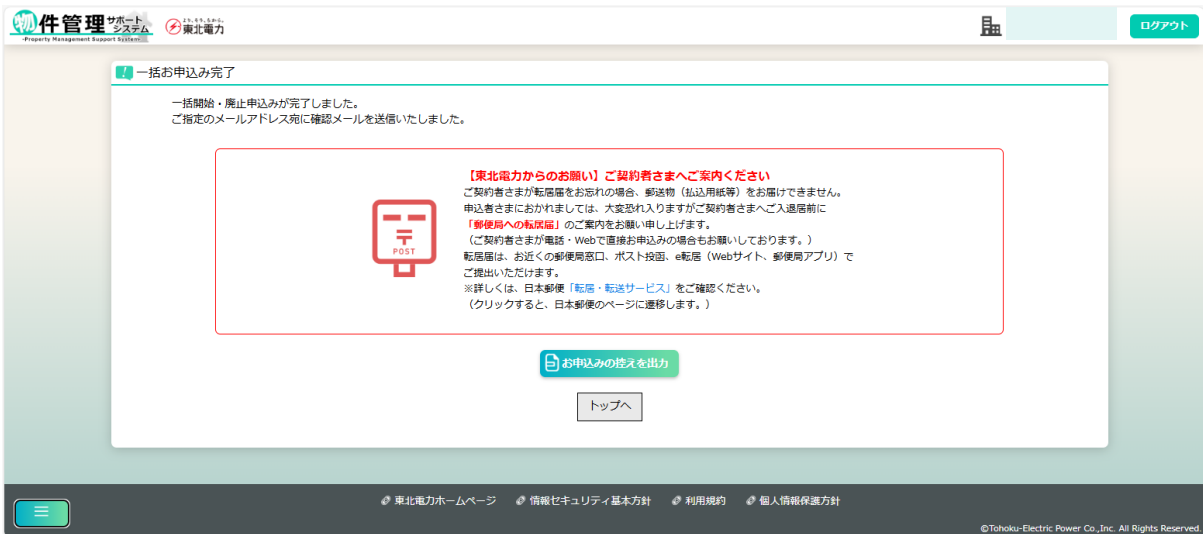 物件管理サポートシステム
-Property Management Support System-
より、そう、ちから。
東北電力
ログアウト
一括お申込み完了
一括開始・廃止申込みが完了しました。
ご指定のメールアドレス宛に確認メールを送信いたしました。
POST
【東北電力からのお願い】ご契約者さまへご案内ください
ご契約者さまが転居届をお忘れの場合、郵送物（払込用紙等）をお届けできません。
申込者さまにおかれましては、大変恐れ入りますがご契約者さまへご入退居前に
「郵便局への転居届」のご案内をお願い申し上げます。
（ご契約者さまが電話・Webで直接お申込みの場合もお願いしております。）
転居届は、お近くの郵便局窓口、ポスト投函、e転居（Webサイト、郵便局アプリ）で
ご提出いただけます。
※詳しくは、日本郵便「転居・転送サービス」をご確認ください。
（クリックすると、日本郵便のページに遷移します。）
お申込みの控えを出力
トップへ
東北電力ホームページ 情報セキュリティ基本方針 利用規約 個人情報保護方針
©Tohoku-Electric Power Co.,Inc. All Rights Reserved.